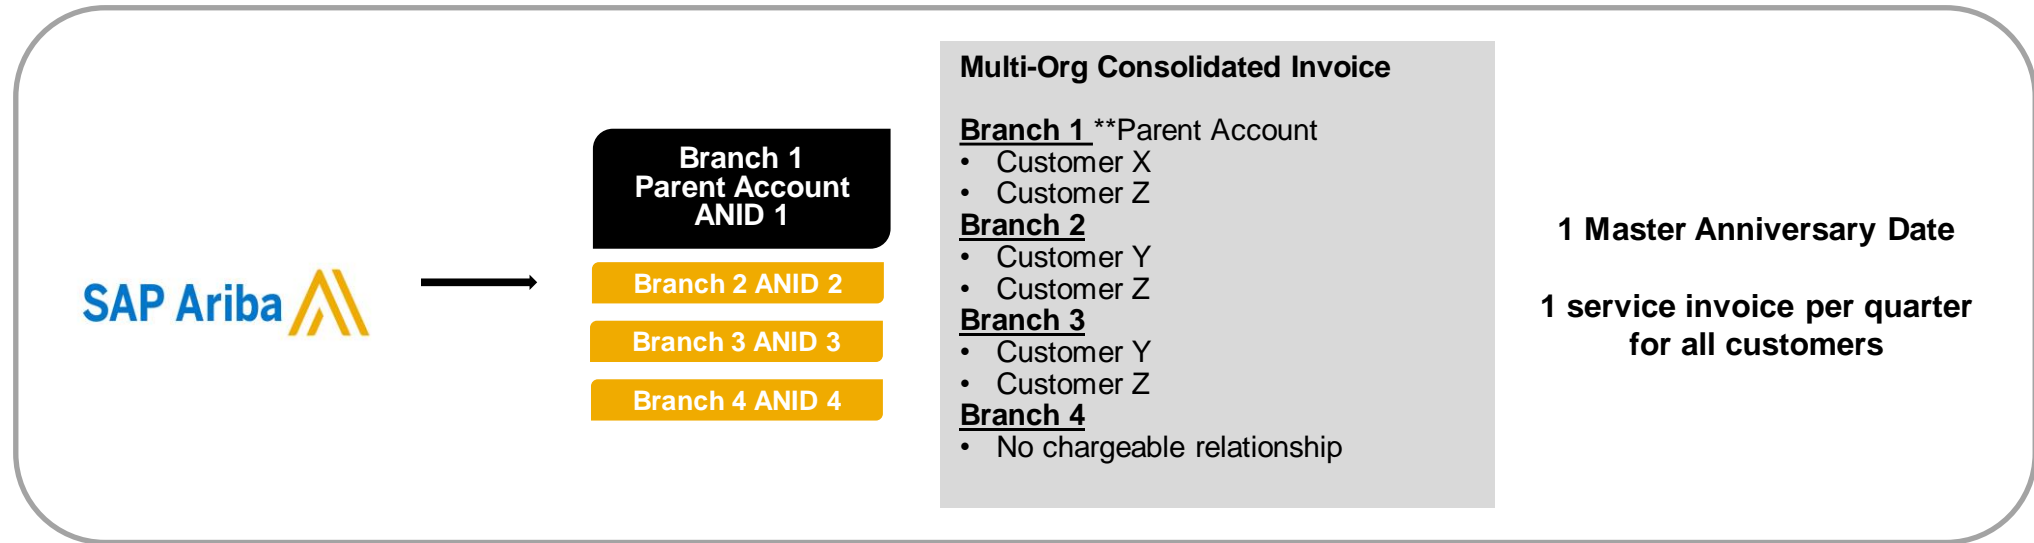 SAP Ariba
Branch 1
Parent Account
ANID 1
Branch 2 ANID 2
Branch 3 ANID 3
Branch 4 ANID 4
Multi-Org Consolidated Invoice
Branch 1 **Parent Account
• Customer X
• Customer Z
Branch 2
• Customer Y
• Customer Z
Branch 3
• Customer Y
• Customer Z
Branch 4
• No chargeable relationship
1 Master Anniversary Date
1 service invoice per quarter
for all customers